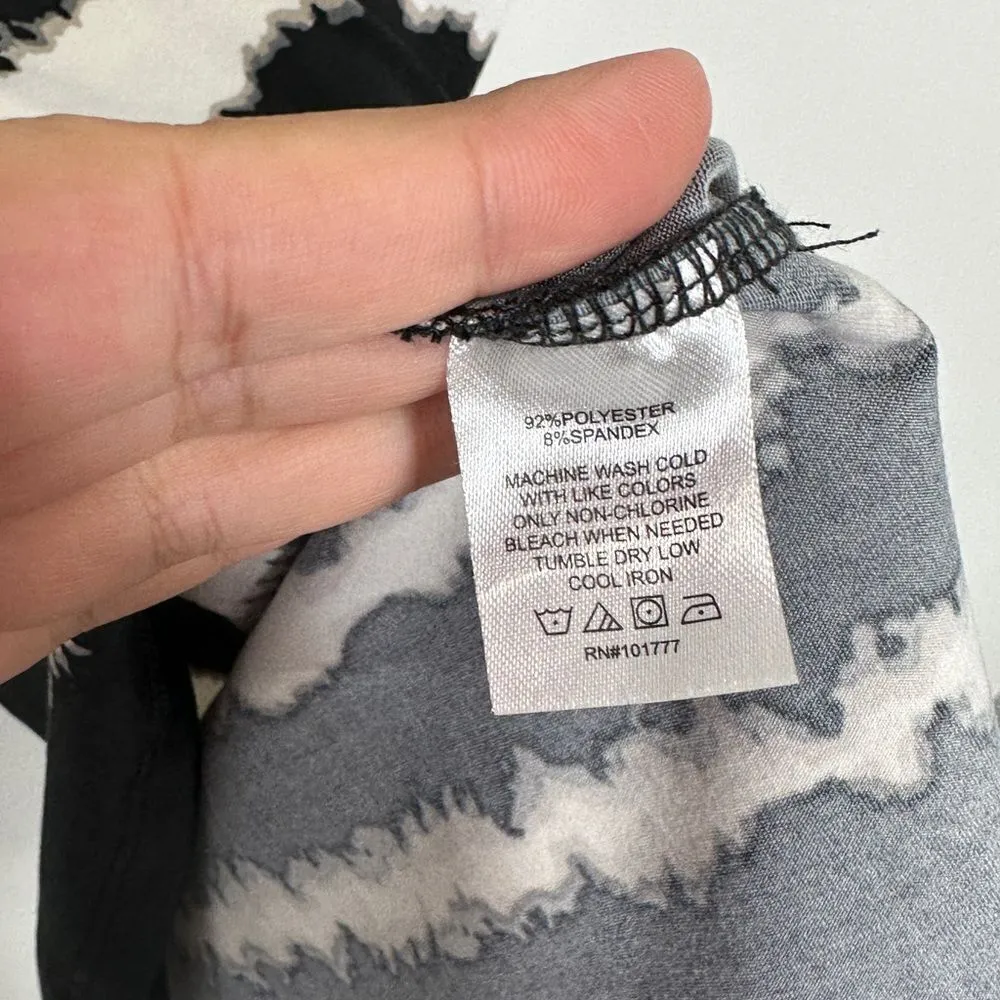 92%POLYESTER
8%SPANDEX
MACHINE WASH COLD
WITH LIKE COLORS
ONLY NON-CHLORINE
BLEACH WHEN NEEDED
TUMBLE DRY LOW
COOL IRON
RN#101777